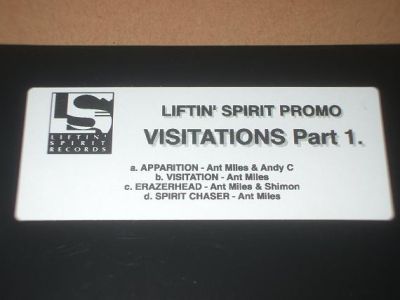 LS
LIFTIN'
SPIRIT
RECORDS
LIFTIN' SPIRIT PROMO
VISITATIONS Part 1.
a. APPARITION - Ant Miles & Andy C
b. VISITATION - Ant Miles
c. ERAZERHEAD - Ant Miles & Shimon
d. SPIRIT CHASER - Ant Miles